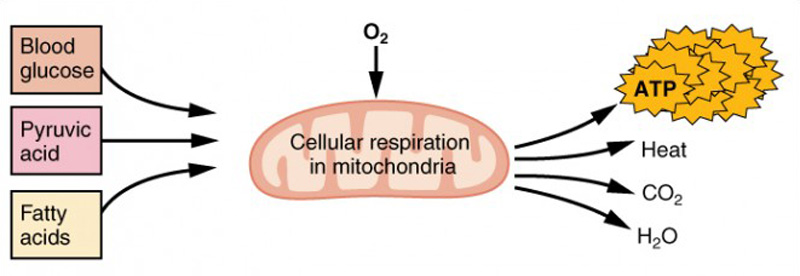 Blood
glucose
Pyruvic
acid
Fatty
acids
O₂
Cellular respiration
in mitochondria
ATP
Heat
CO₂
H₂O